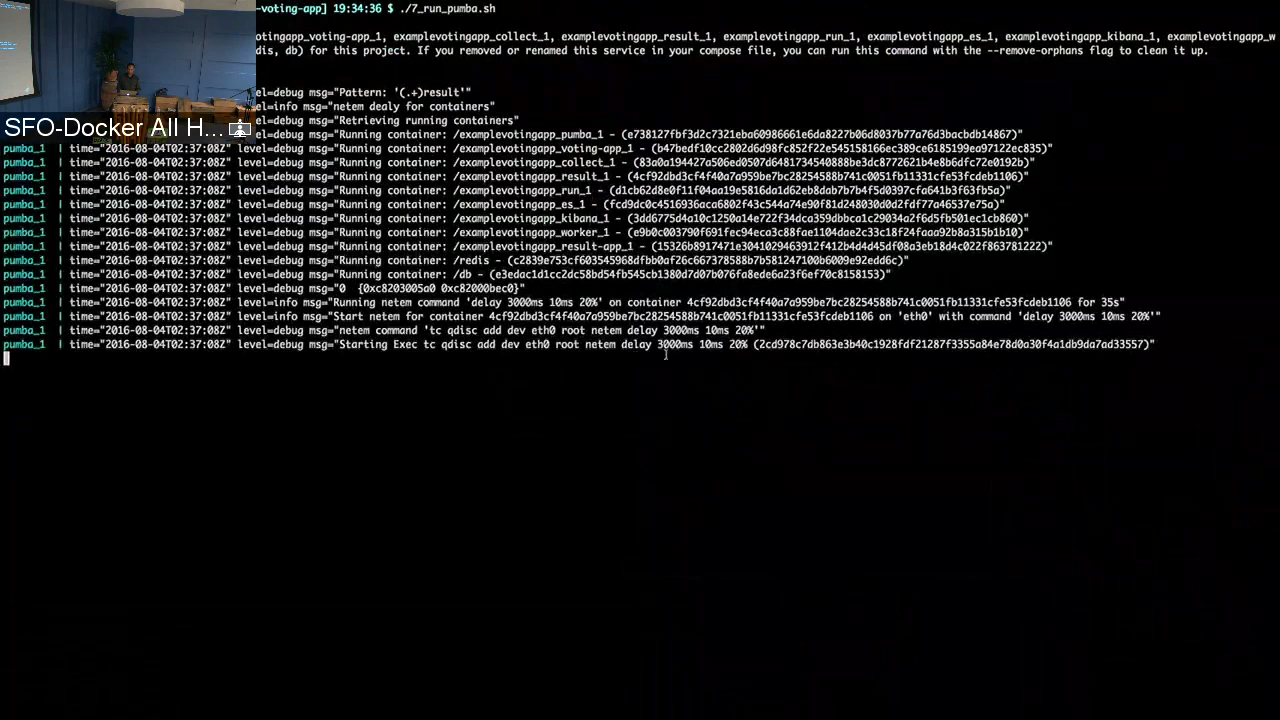 -voting-app] 19:34:36 $ ./7_run_pumba.sh
otingapp_voting-app_1, examplevotingapp_collect_1, examplevotingapp_result_1, examplevotingapp_run_1, examplevotingapp_es_1, examplevotingapp_kibana_1, examplevotingapp_w
is, db) for this project. If you removed or renamed this service in your compose file, you can run this command with the --remove-orphans flag to clean it up.
el=debug msg="Pattern: '(.+)result'"
el=info msg="netem dealy for containers"
el=debug msg="Retrieving running containers"
SFO-Docker All H...
el=debug msg="Running container: /examplevotingapp_pumba_1 - (e738127fbf3d2c7321eba60986661e6da8227b06d8037b77a76d3bacbdb14867)"
pumba_1 | time="2016-08-04T02:37:08Z" level=debug msg="Running container: /examplevotingapp_voting-app_1 - (b47bedf10cc2802d6d98fc852f22e545158166ec389ce6185199ea97122ec835)"
pumba_1 | time="2016-08-04T02:37:08Z" level=debug msg="Running container: /examplevotingapp_collect_1 - (83a0a194427a506ed0507d6481734540888be3dc8772621b4e8b6dfc72e0192b)"
pumba_1 | time="2016-08-04T02:37:08Z" level=debug msg="Running container: /examplevotingapp_result_1 - (4cf92dbd3cf4f40a7a959be7bc28254588b741c0051fb11331cfe53fcdeb1106)"
pumba_1 | time="2016-08-04T02:37:08Z" level=debug msg="Running container: /examplevotingapp_run_1 - (d1cb62d8e0f11f04aa19e5816da1d62eb8dab7b7b4f5d0397cfa641b3f63fb5a)"
pumba_1 | time="2016-08-04T02:37:08Z" level=debug msg="Running container: /examplevotingapp_es_1 - (fcd9dc0c4516936aca6802f43c544a74e90f81d248030d0d2fdf77a46537e75a)"
pumba_1 | time="2016-08-04T02:37:08Z" level=debug msg="Running container: /examplevotingapp_kibana_1 - (3dd6775d4a10c1250a14e722f34dca359dbbca1c29034a2f6d5fb501ec1cb860)"
pumba_1 | time="2016-08-04T02:37:08Z" level=debug msg="Running container: /examplevotingapp_worker_1 - (e9b0c003790f691fec94eca3c88fae1104dae2c33c18f24faaa92b8a315b1b10)"
pumba_1 | time="2016-08-04T02:37:08Z" level=debug msg="Running container: /examplevotingapp_result-app_1 - (15326b8917471e3041029463912f412b4d4d45df08a3eb18d4c022f863781222)"
pumba_1 | time="2016-08-04T02:37:08Z" level=debug msg="Running container: /redis - (c2839e753cf603545968dfbb0af26c667378588b7b581247100b6009e92edd6c)"
pumba_1 | time="2016-08-04T02:37:08Z" level=debug msg="Running container: /db - (e3edac1d1cc2dc58bd54fb545cb1380d7d07b076fa8ede6a23f6ef70c8158153)"
pumba_1 | time="2016-08-04T02:37:08Z" level=debug msg="0 {0xc8203005a0 0xc82000bec0}"
pumba_1 | time="2016-08-04T02:37:08Z" level=info msg="Running netem command 'delay 3000ms 10ms 20%' on container 4cf92dbd3cf4f40a7a959be7bc28254588b741c0051fb11331cfe53fcdeb1106 for 35s"
pumba_1 | time="2016-08-04T02:37:08Z" level=info msg="Start netem for container 4cf92dbd3cf4f40a7a959be7bc28254588b741c0051fb11331cfe53fcdeb1106 on 'eth0' with command 'delay 3000ms 10ms 20%'"
pumba_1 | time="2016-08-04T02:37:08Z" level=debug msg="netem command 'tc qdisc add dev eth0 root netem delay 3000ms 10ms 20%'"
pumba_1 | time="2016-08-04T02:37:08Z" level=debug msg="Starting Exec tc qdisc add dev eth0 root netem delay 3000ms 10ms 20% (2cd978c7db863e3b40c1928fdf21287f3355a84e78d0a30f4a1db9da7ad33557)"